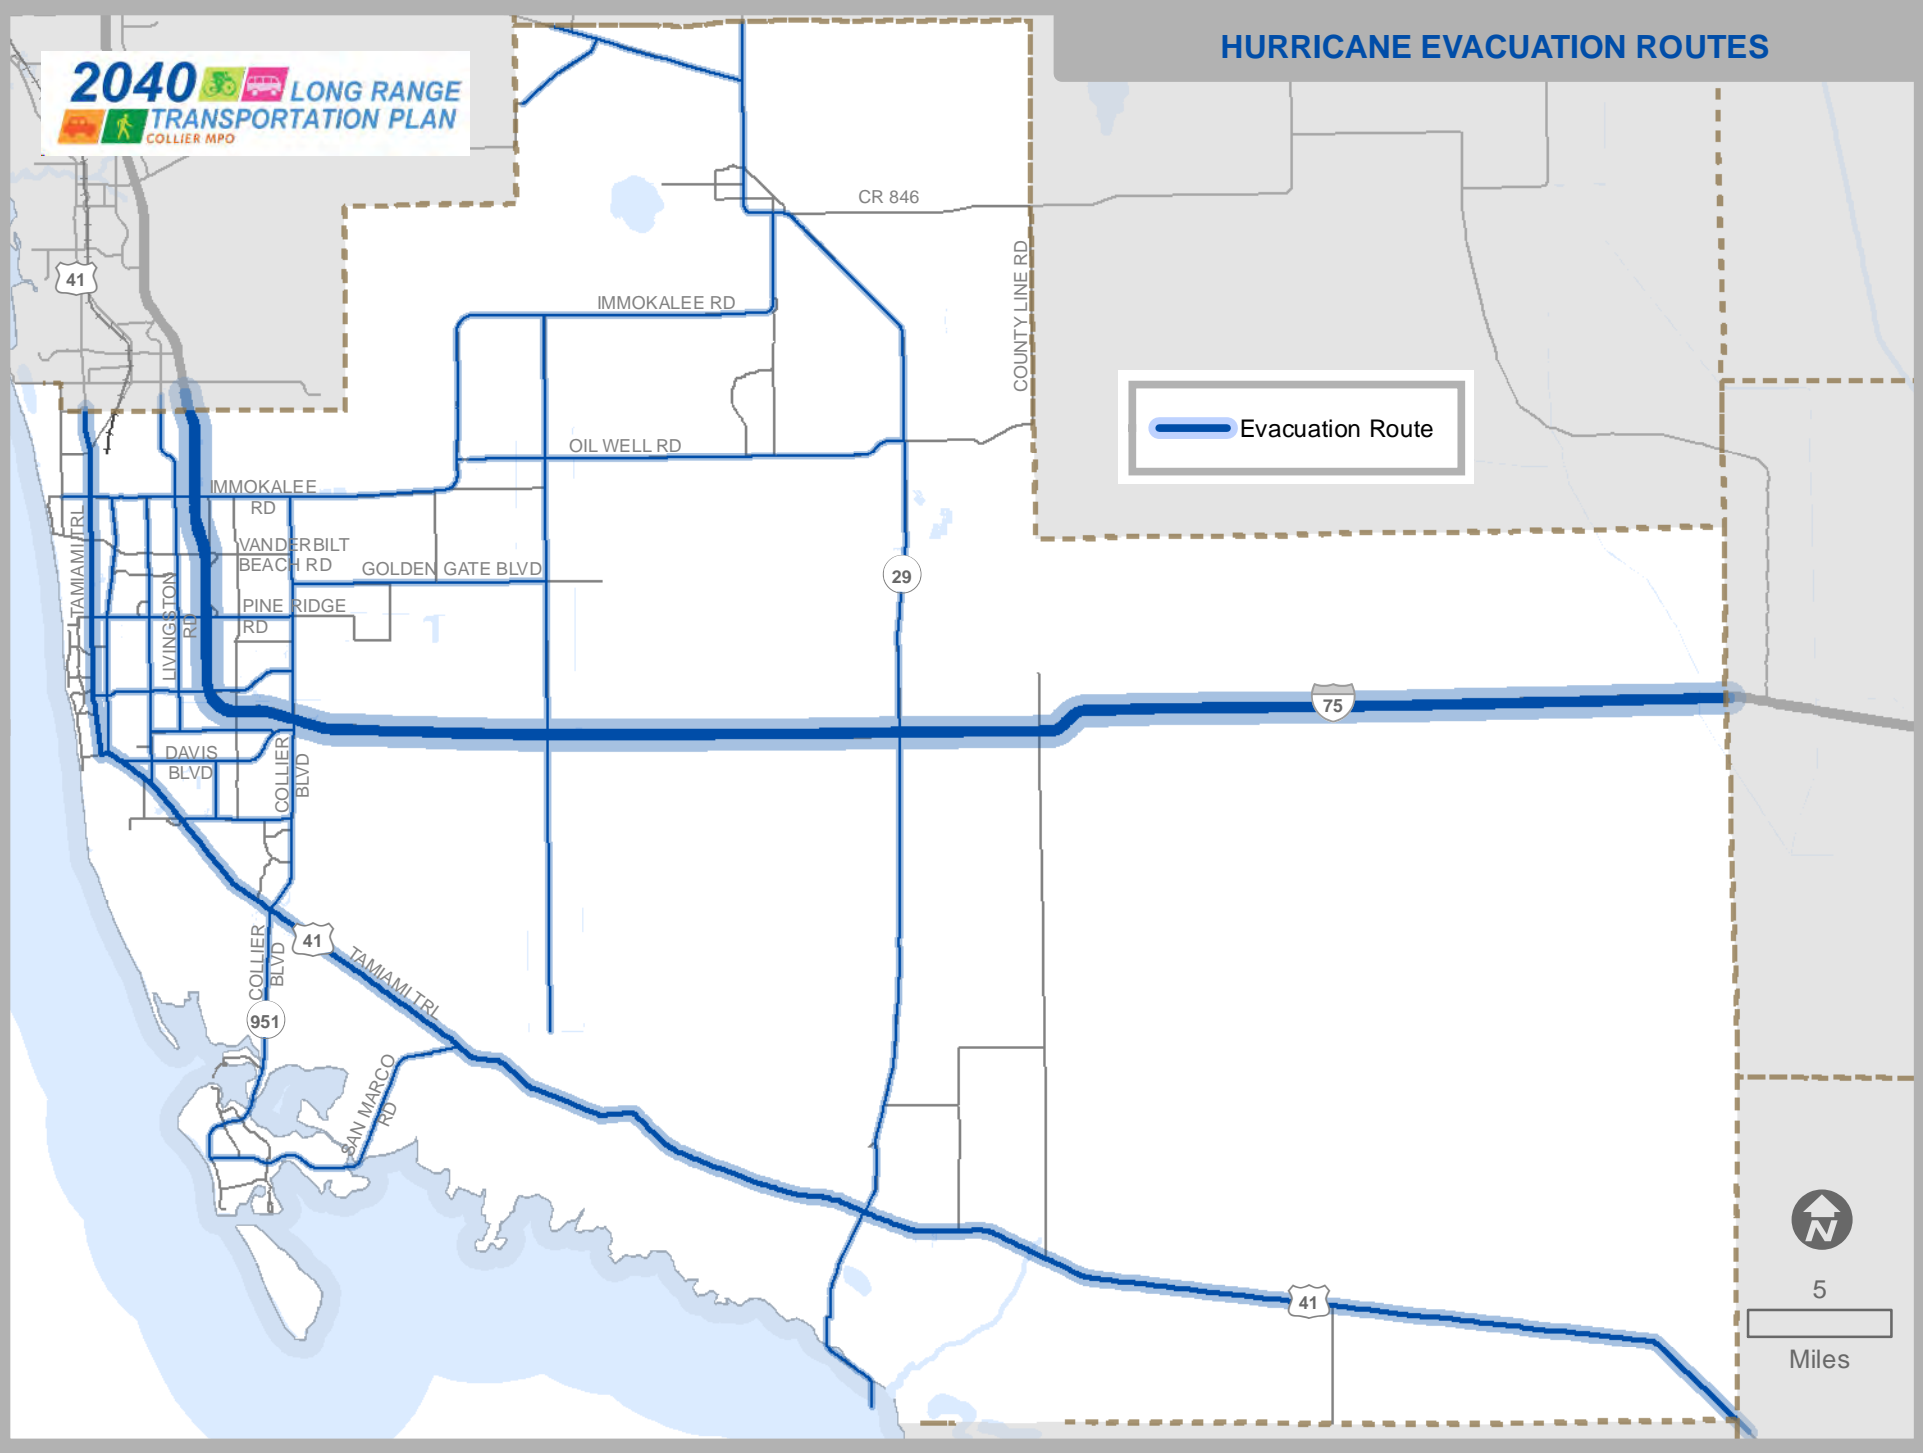 HURRICANE EVACUATION ROUTES
2040 LONG RANGE
TRANSPORTATION PLAN
COLLIER MPO
CR 846
41
COUNTY LINE RD
IMMOKALEE RD
Evacuation Route
OIL WELL RD
IMMOKALEE
RD
TAMIAMI TRL
VANDERBILT
BEACH RD
GOLDEN GATE BLVD
29
LIVINGSTON
RD
PINE RIDGE
RD
75
DAVIS
BLVD
COLLIER
BLVD
41
COLLIER
BLVD
TAMIAMI TRL
951
SAN MARCO
RD
N
5
41
Miles